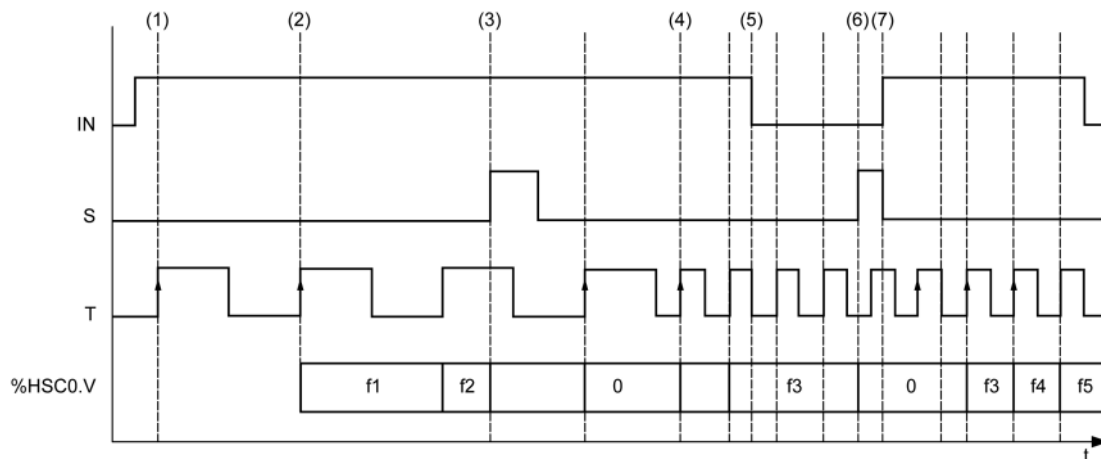 (1) (2) (3) (4) (5) (6) (7)
IN
S
T
%HSC0.V f1 f2 0 f3 0 f3 f4 f5
t